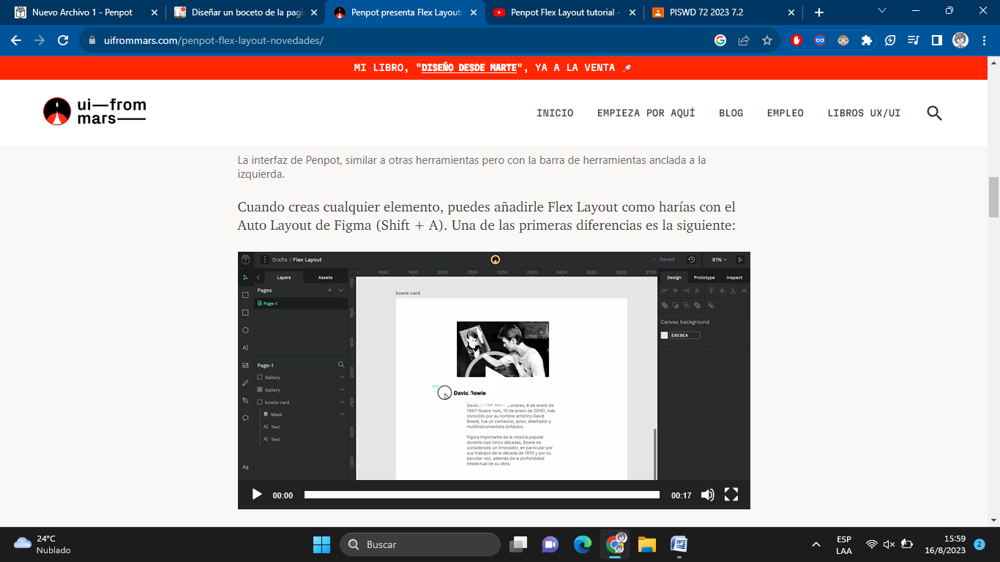 Nuevo Archivo 1 - Penpot
Diseñar un boceto de la pagi
Penpot presenta Flex Layout:
Penpot Flex Layout tutorial -
PISWD 72 2023 7.2
uifrommars.com/penpot-flex-layout-novedades/
MI LIBRO, "DISEÑO DESDE MARTE", YA A LA VENTA 🚀
ui—from
mars——
INICIO
EMPIEZA POR AQUÍ
BLOG
EMPLEO
LIBROS UX/UI
La interfaz de Penpot, similar a otras herramientas pero con la barra de herramientas anclada a la
izquierda.
Cuando creas cualquier elemento, puedes añadirle Flex Layout como harías con el
Auto Layout de Figma (Shift + A). Una de las primeras diferencias es la siguiente:
Drafts / Flex Layout
Saved
81%
Layers
Assets
1800 1900 2000 2100 2200 2300 2400 2500 2600 2700
Design
Prototype
Inspect
Pages
Page-1
bowie-card
1700
1800
1900
2000
2100
2200
2300
Canvas background
E8E9EA
Page-1
Gallery
Gallery
bowie-card
Mask
Text
Text
Ag
David Bowie
David Robert Jones (Londres, 8 de enero de
1947-Nueva York, 10 de enero de 2016), más
conocido por su nombre artístico David
Bowie, fue un cantautor, actor, diseñador y
multiinstrumentista británico.
Figura importante de la música popular
durante casi cinco décadas, Bowie es
considerado un innovador, en particular por
sus trabajos de la década de 1970 y por su
peculiar voz, además de la profundidad
intelectual de su obra.
00:00
00:17
24°C
Nublado
Buscar
ESP
LAA
15:59
16/8/2023
2